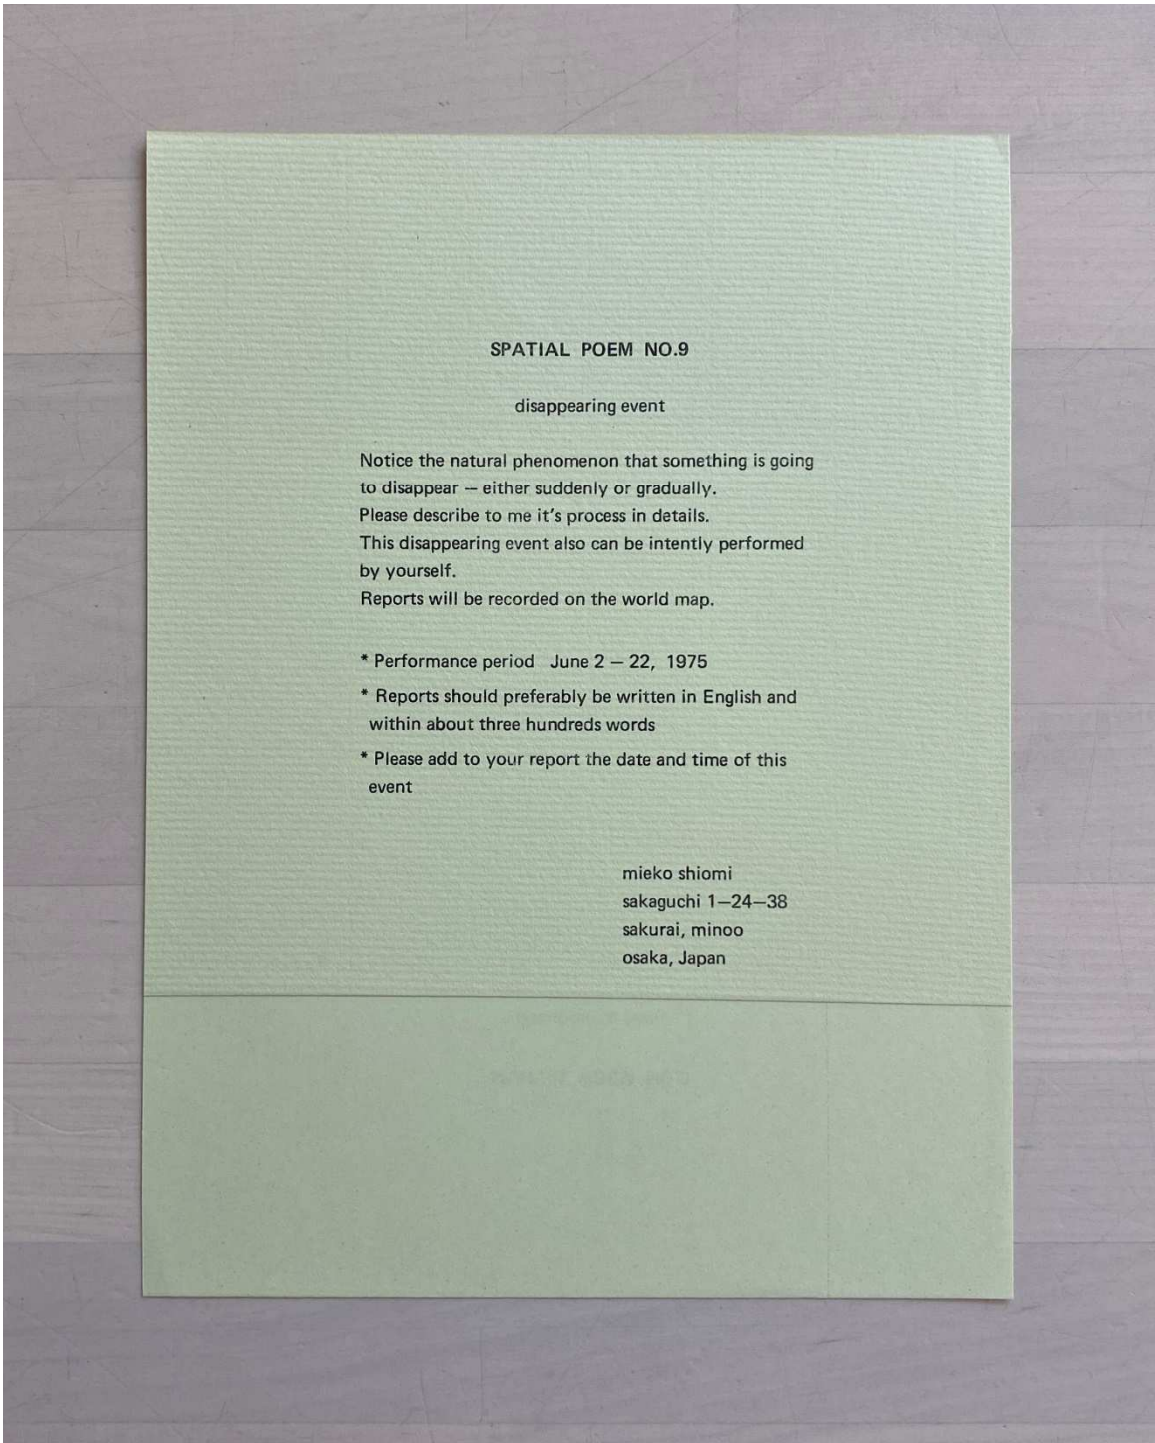 SPATIAL POEM NO.9
disappearing event
Notice the natural phenomenon that something is going
to disappear — either suddenly or gradually.
Please describe to me it's process in details.
This disappearing event also can be intently performed
by yourself.
Reports will be recorded on the world map.
* Performance period June 2 — 22, 1975
* Reports should preferably be written in English and
within about three hundreds words
* Please add to your report the date and time of this
event
mieko shiomi
sakaguchi 1—24—38
sakurai, minoo
osaka, Japan